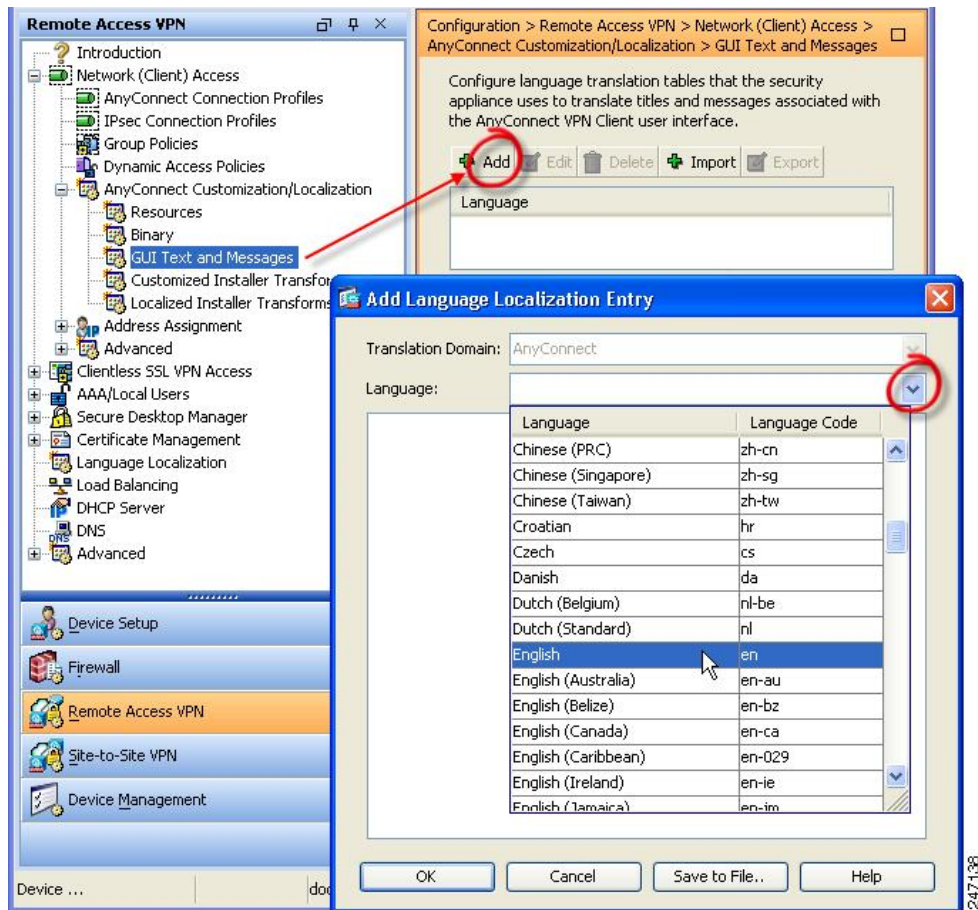 Remote Access VPN
Introduction
Network (Client) Access
AnyConnect Connection Profiles
IPsec Connection Profiles
Group Policies
Dynamic Access Policies
AnyConnect Customization/Localization
Resources
Binary
GUI Text and Messages
Customized Installer Transfor
Localized Installer Transforms
Address Assignment
Advanced
Clientless SSL VPN Access
AAA/Local Users
Secure Desktop Manager
Certificate Management
Language Localization
Load Balancing
DHCP Server
DNS
DNS
Advanced
Device Setup
Firewall
Remote Access VPN
Site-to-Site VPN
Device Management
Device ...
doc
Configuration > Remote Access VPN > Network (Client) Access >
AnyConnect Customization/Localization > GUI Text and Messages
Configure language translation tables that the security
appliance uses to translate titles and messages associated with
the AnyConnect VPN Client user interface.
Add Edit Delete Import Export
Language
Add Language Localization Entry
Translation Domain: AnyConnect
Language:
Language Language Code
Chinese (PRC) zh-cn
Chinese (Singapore) zh-sg
Chinese (Taiwan) zh-tw
Croatian hr
Czech cs
Danish da
Dutch (Belgium) nl-be
Dutch (Standard) nl
English en
English (Australia) en-au
English (Belize) en-bz
English (Canada) en-ca
English (Caribbean) en-029
English (Ireland) en-ie
English (Jamaica) en-jm
OK Cancel Save to File.. Help
247138